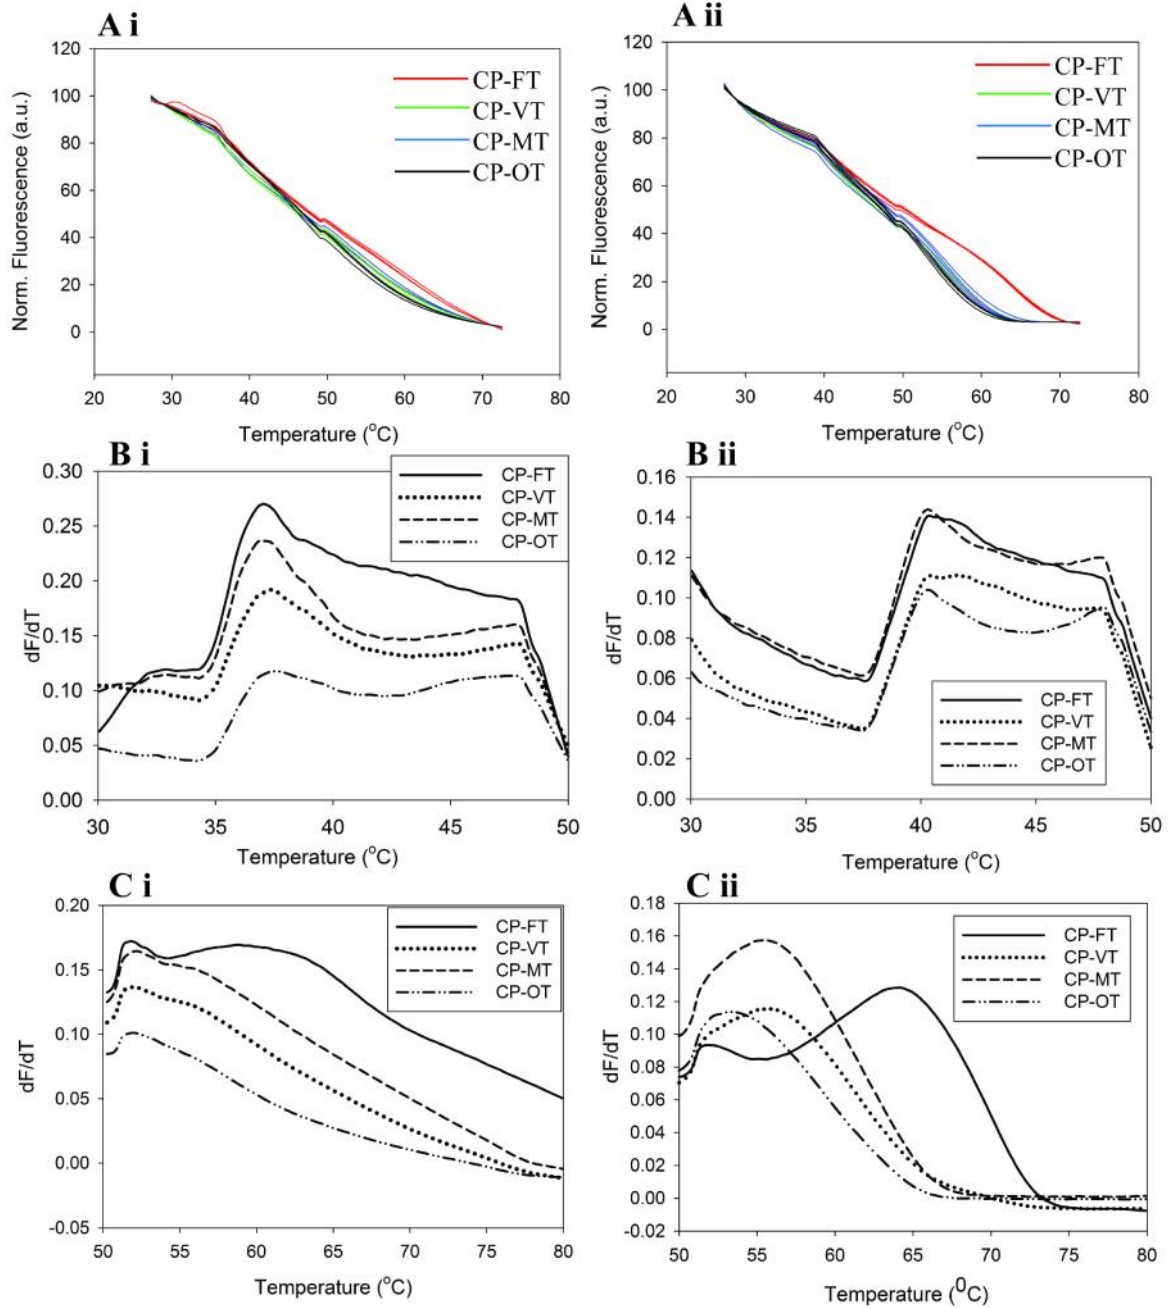 A i
120
100
80
60
40
20
0
20 30 40 50 60 70 80
Norm. Fluorescence (a.u.)
Temperature (°C)
CP-FT
CP-VT
CP-MT
CP-OT
A ii
120
100
80
60
40
20
0
20 30 40 50 60 70 80
Norm. Fluorescence (a.u.)
Temperature (°C)
CP-FT
CP-VT
CP-MT
CP-OT
B i
0.30
0.25
0.20
0.15
0.10
0.05
0.00
30 35 40 45 50
dF/dT
Temperature (°C)
CP-FT
CP-VT
CP-MT
CP-OT
B ii
0.16
0.14
0.12
0.10
0.08
0.06
0.04
0.02
0.00
30 35 40 45 50
dF/dT
Temperature (°C)
CP-FT
CP-VT
CP-MT
CP-OT
C i
0.20
0.15
0.10
0.05
0.00
-0.05
50 55 60 65 70 75 80
dF/dT
Temperature (°C)
CP-FT
CP-VT
CP-MT
CP-OT
C ii
0.18
0.16
0.14
0.12
0.10
0.08
0.06
0.04
0.02
0.00
-0.02
50 55 60 65 70 75 80
dF/dT
Temperature (⁰C)
CP-FT
CP-VT
CP-MT
CP-OT